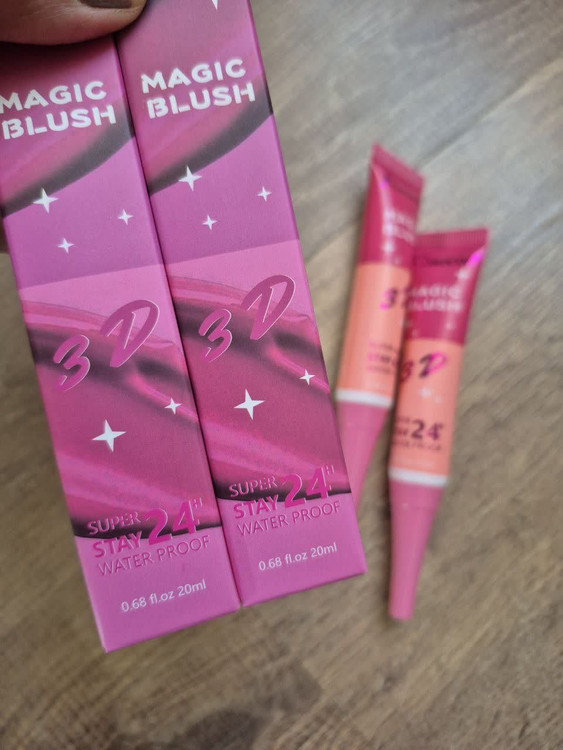 MAGIC
BLUSH
3D
SUPER
STAY 24H
WATER PROOF
0.68 fl.oz 20ml
MAGIC
BLUSH
3D
SUPER
STAY 24H
WATER PROOF
0.68 fl.oz 20ml
MAGIC
BLUSH
3D
24